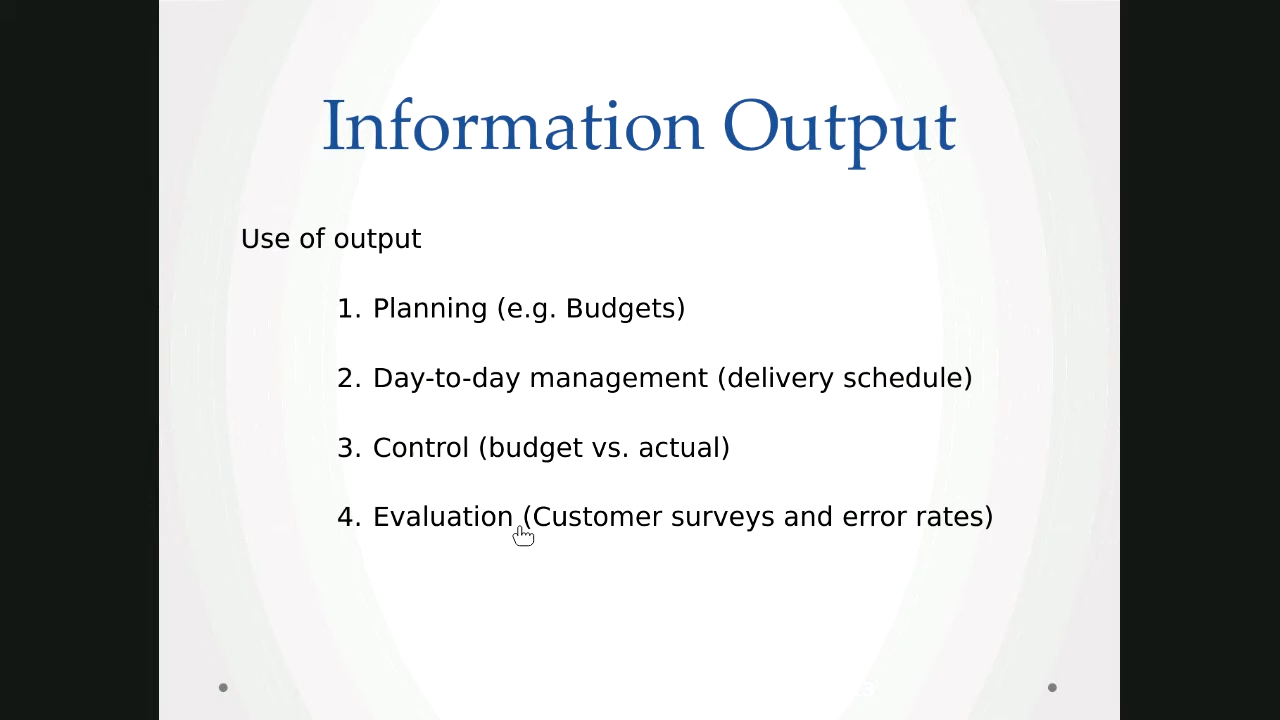 Information Output
Use of output
1. Planning (e.g. Budgets)
2. Day-to-day management (delivery schedule)
3. Control (budget vs. actual)
4. Evaluation (Customer surveys and error rates)